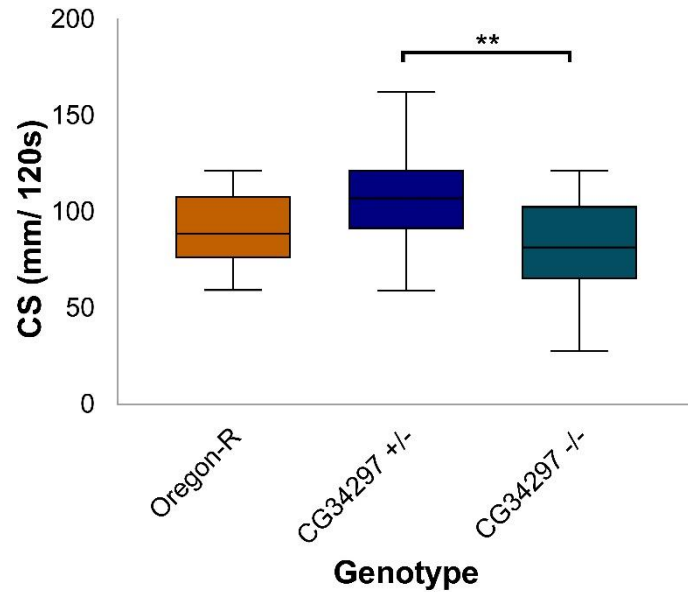 CS (mm/ 120s)
200
150
100
50
0
**
Oregon-R
CG34297 +/-
CG34297 -/-
Genotype